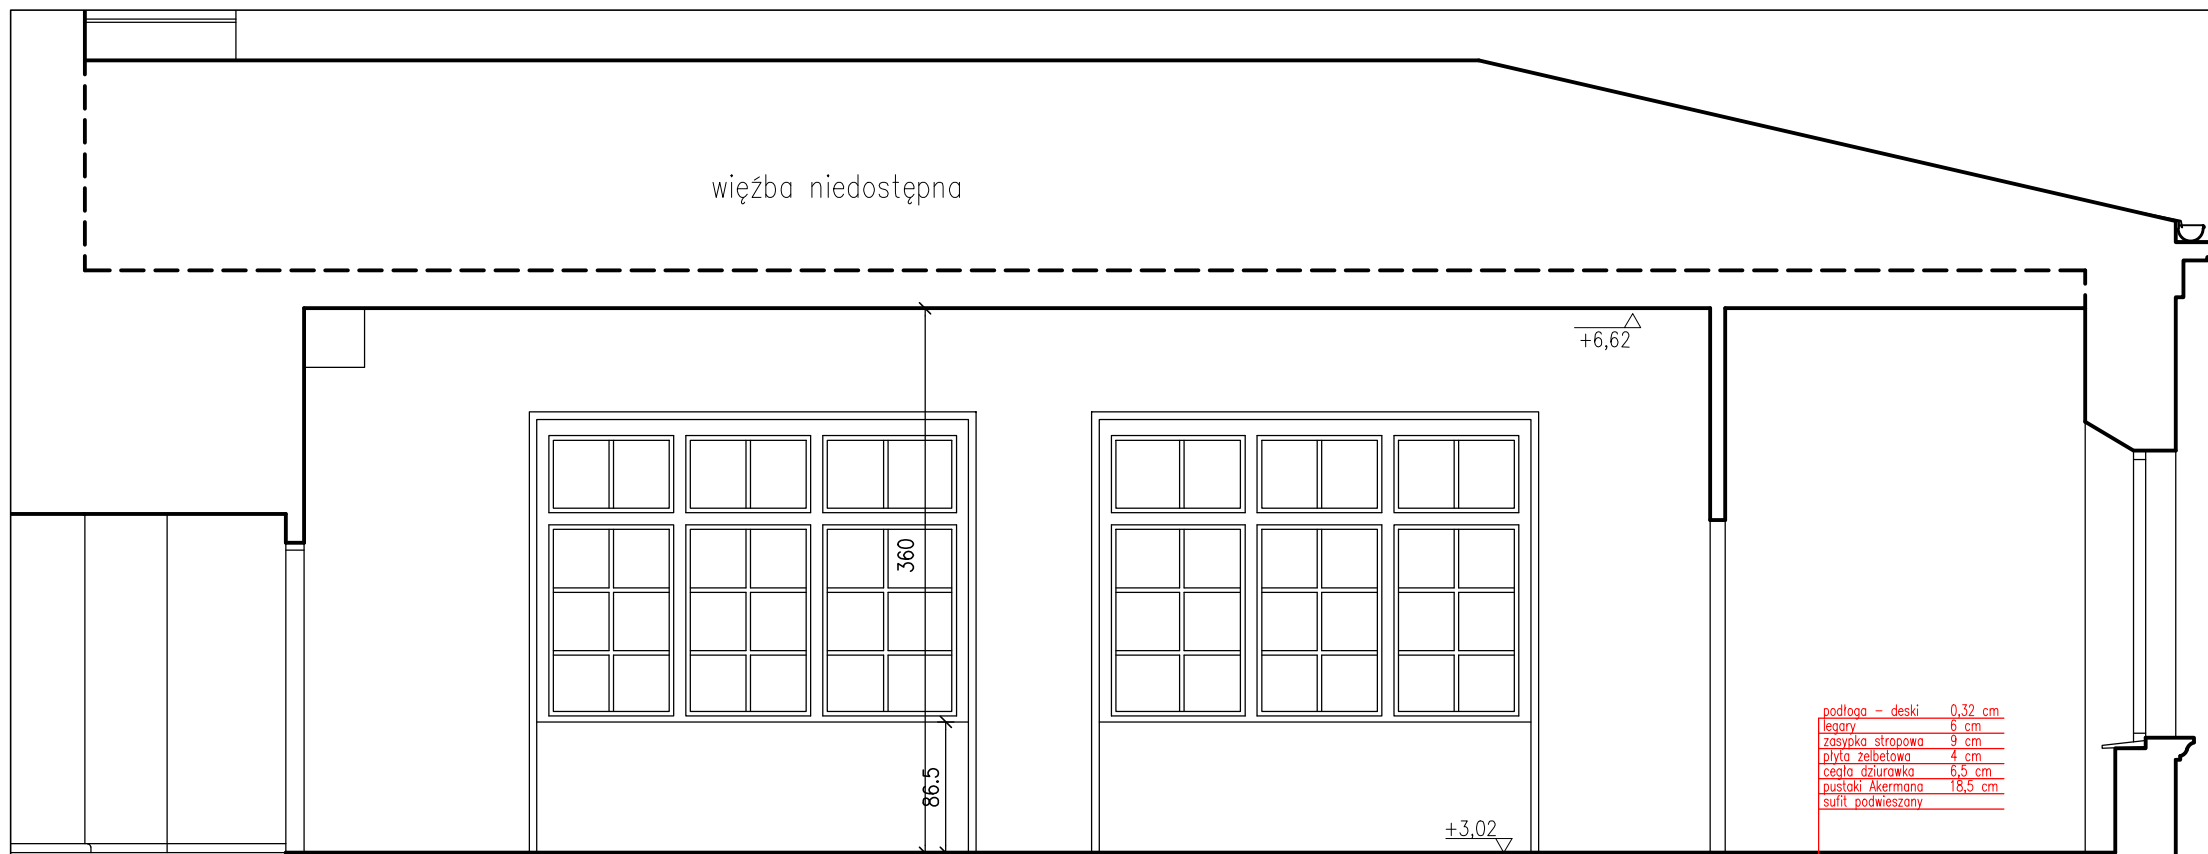 więźba niedostępna
+6,62
360
podłoga - deski 0,32 cm
legary 6 cm
zasypka stropowa 9 cm
płyta żelbetowa 4 cm
cegła dziurawka 6,5 cm
pustaki Akermana 18,5 cm
sufit podwieszany
86.5
+3,02